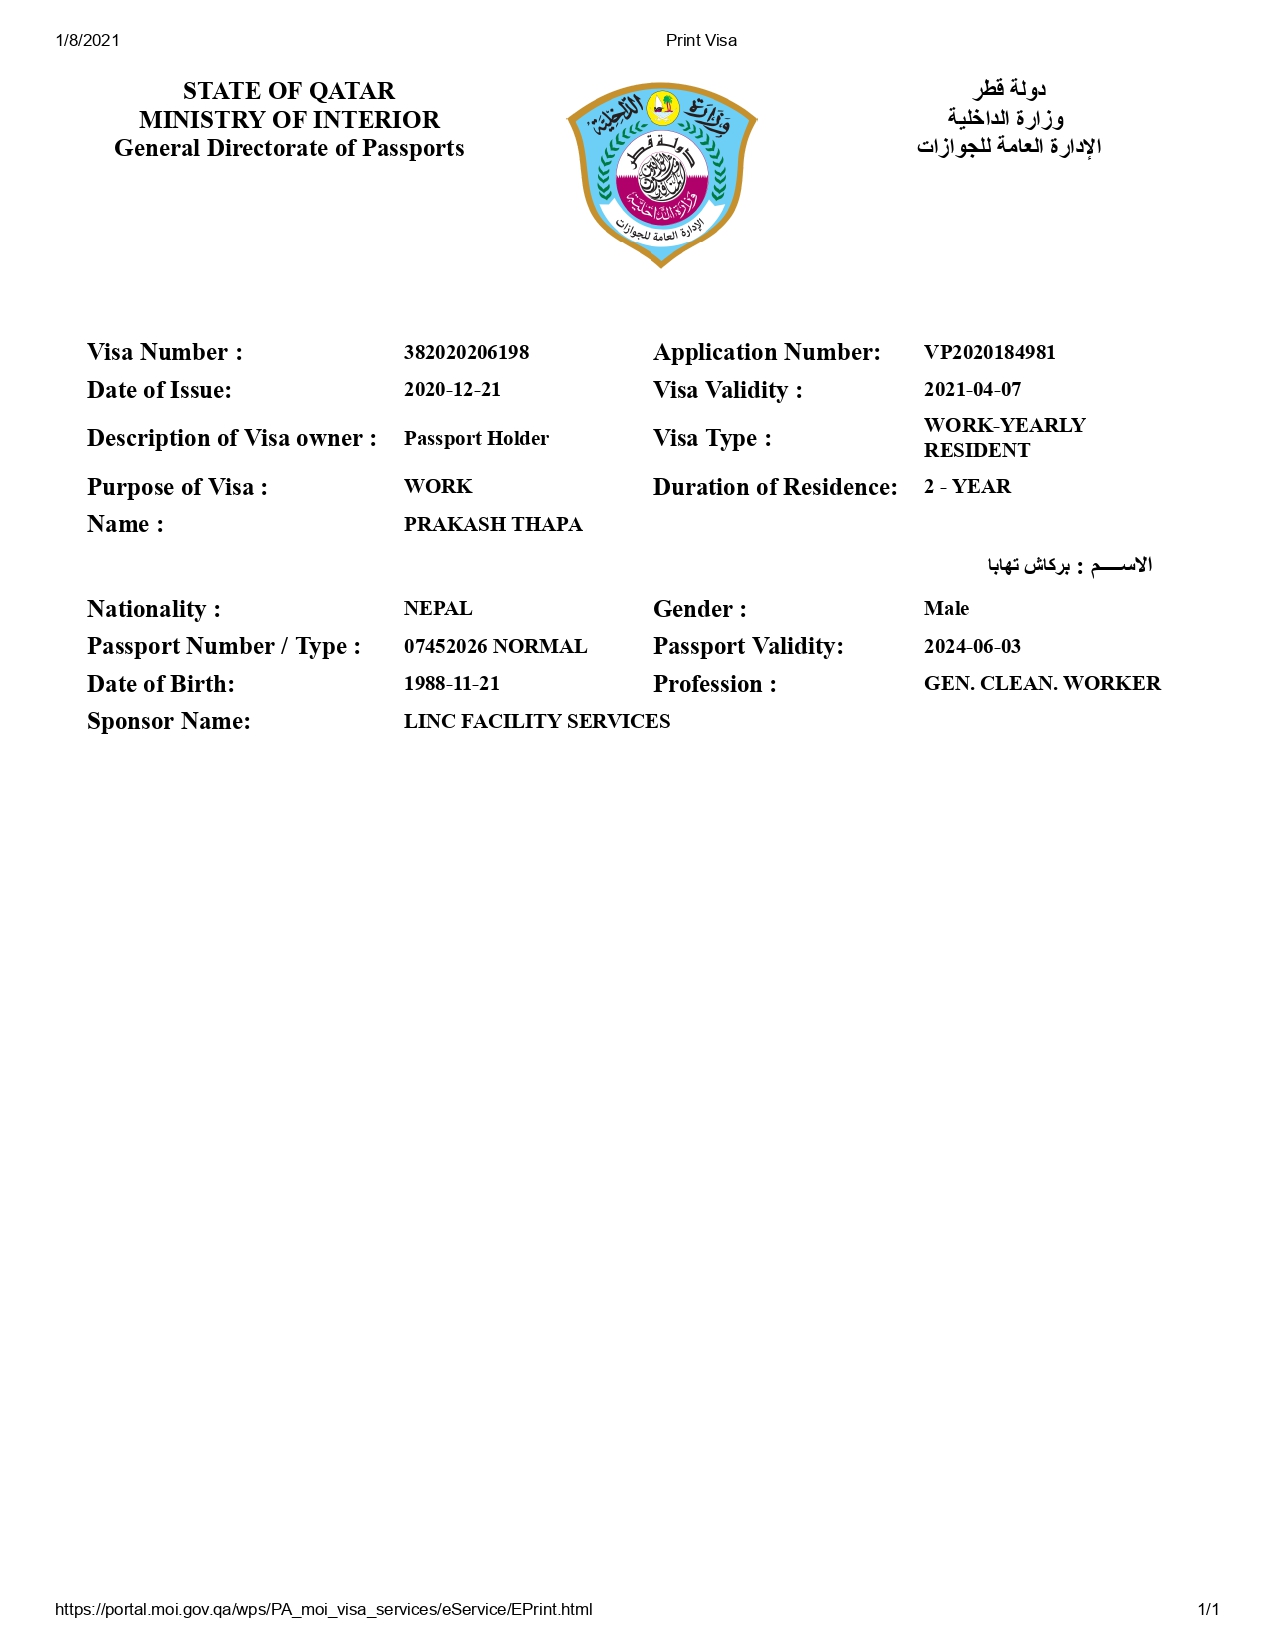 1/8/2021 Print Visa
STATE OF QATAR
MINISTRY OF INTERIOR
General Directorate of Passports
وزارة الداخلية
دولة قطر
وزارة الداخلية
الإدارة العامة للجوازات
دولة قطر
وزارة الداخلية
الإدارة العامة للجوازات
Visa Number : 382020206198 Application Number: VP2020184981
Date of Issue: 2020-12-21 Visa Validity : 2021-04-07
Description of Visa owner : Passport Holder Visa Type : WORK-YEARLY
RESIDENT
Purpose of Visa : WORK Duration of Residence: 2 - YEAR
Name : PRAKASH THAPA
الاســـم : بركاش تهابا
Nationality : NEPAL Gender : Male
Passport Number / Type : 07452026 NORMAL Passport Validity: 2024-06-03
Date of Birth: 1988-11-21 Profession : GEN. CLEAN. WORKER
Sponsor Name: LINC FACILITY SERVICES
https://portal.moi.gov.qa/wps/PA_moi_visa_services/eService/EPrint.html 1/1